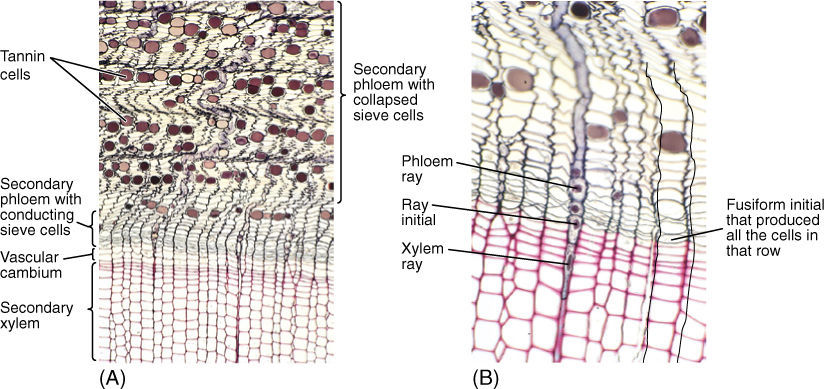 Tannin
cells
Secondary
phloem with
conducting
sieve cells
Vascular
cambium
Secondary
xylem
Secondary
phloem with
collapsed
sieve cells
(A)
Phloem
ray
Ray
initial
Xylem
ray
Fusiform initial
that produced
all the cells in
that row
(B)